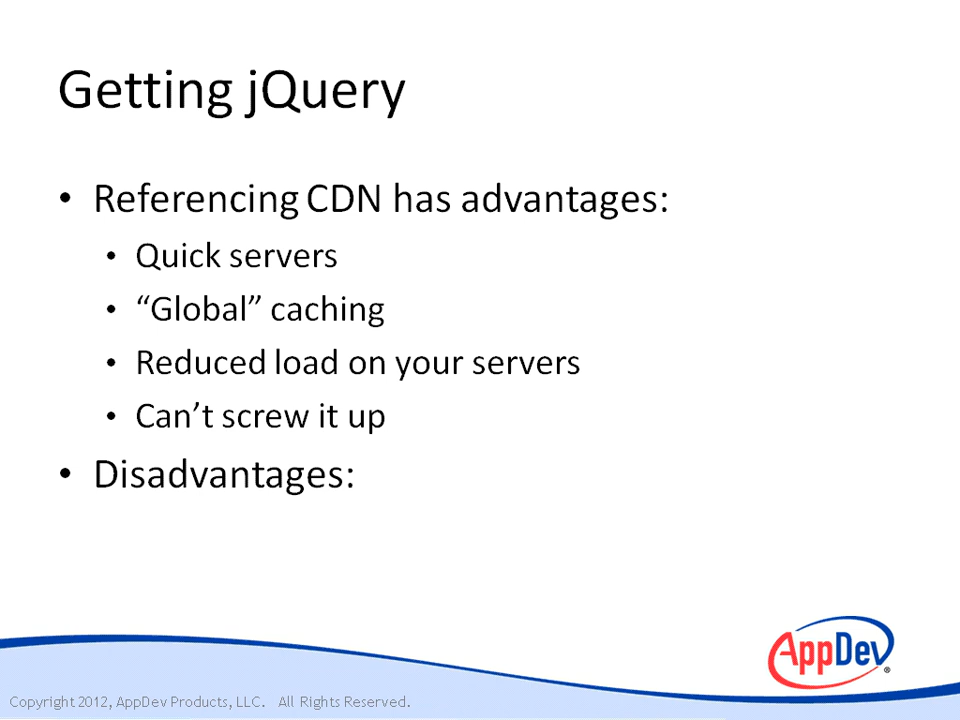 Getting jQuery
• Referencing CDN has advantages:
• Quick servers
• “Global” caching
• Reduced load on your servers
• Can’t screw it up
• Disadvantages:
AppDev®
Copyright 2012, AppDev Products, LLC. All Rights Reserved.